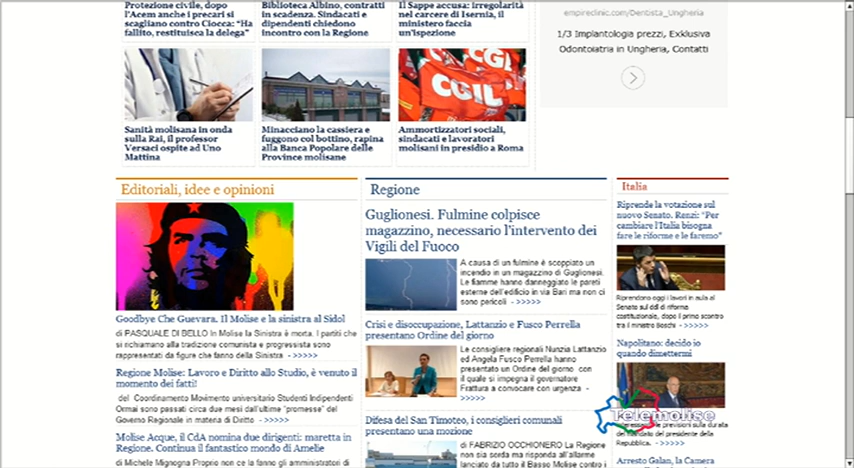 Protezione civile, dopo
l'Acem anche i precari si
scagliano contro Ciocca: "Ha
fallito, restituisca la delega"
Biblioteca Albino, contratti
in scadenza. Sindacati e
dipendenti chiedono
incontro con la Regione
Il Sappe accusa: irregolarità
nel carcere di Isernia, il
ministero faccia
un'ispezione
empireclinic.com/Dentista_Ungheria
1/3 Implantologia prezzi, Exklusiva
Odontoiatria in Ungheria, Contatti
CGIL
Sanità molisana in onda
sulla Rai, il professor
Versaci ospite ad Uno
Mattina
Minacciano la cassiera e
fuggono col bottino, rapina
alla Banca Popolare delle
Province molisane
Ammortizzatori sociali,
sindacati e lavoratori
molisani in presidio a Roma
Editoriali, idee e opinioni
Goodbye Che Guevara. Il Molise e la sinistra al Sidol
di PASQUALE DI BELLO In Molise la Sinistra è morta. I partiti che
si richiamano alla tradizione comunista e progressista sono
rappresentati da figure che fanno della Sinistra - >>>>>
Regione Molise: Lavoro e Diritto allo Studio, è venuto il
momento dei fatti!
del Coordinamento Movimento universitario Studenti Indipendenti
Ormai sono passati circa due mesi dall'ultime "promesse" del
Governo Regionale in materia di Diritto - >>>>>
Molise Acque, il CdA nomina due dirigenti: maretta in
Regione. Continua il fantastico mondo di Amelie
di Michele Mignogna Proprio non ce la fanno gli amministratori di
Regione
Guglionesi. Fulmine colpisce
magazzino, necessario l'intervento dei
Vigili del Fuoco
A causa di un fulmine è scoppiato un
incendio in un magazzino di Guglionesi.
Le fiamme hanno danneggiato le pareti
esterne dell'edificio in via Bari ma non ci
sono pericoli - >>>>>
Crisi e disoccupazione, Lattanzio e Fusco Perrella
presentano Ordine del giorno
Le consigliere regionali Nunzia Lattanzio
ed Angela Fusco Perrella hanno
presentato un Ordine del giorno con
il quale si impegna il governatore
Frattura a convocare con urgenza -
>>>>>
Difesa del San Timoteo, i consiglieri comunali
presentano una mozione
di FABRIZIO OCCHIONERO La Regione
non sia sorda ma risponda all'allarme
lanciato da tutto il Basso Molise contro i
Italia
Riprende la votazione sul
nuovo Senato. Renzi: "Per
cambiare l'Italia bisogna
fare le riforme e le faremo"
Riprendono oggi i lavori in aula al
Senato sul ddl di riforma
costituzionale, dopo il primo scontro
tra il ministro Boschi - >>>>>
Napolitano: decido io
quando dimettermi
Telemolise
interessate previsioni sulla durata
del mandato del presidente della
Repubblica. - >>>>>
Arresto Galan, la Camera